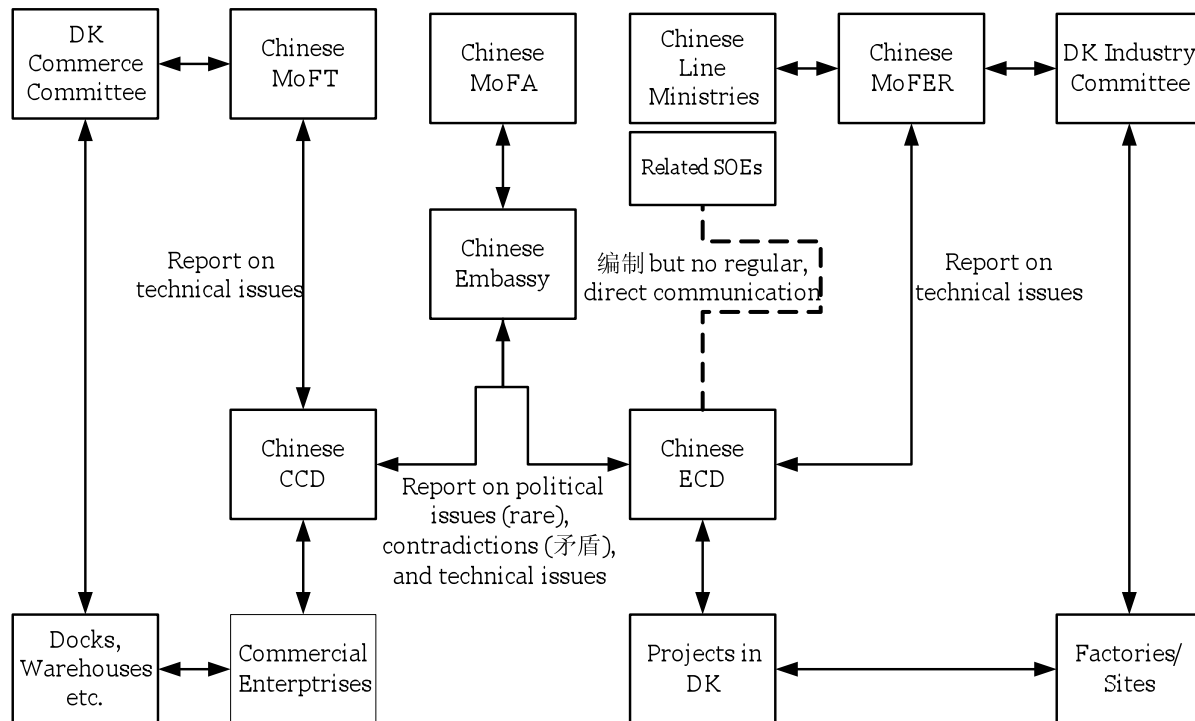 DK
Commerce
Committee
Chinese
MoFT
Chinese
MoFA
Chinese
Line
Ministries
Chinese
MoFER
DK Industry
Committee
Related SOEs
Chinese
Embassy
Report on
technical issues
编制 but no regular,
direct communication
Report on
technical issues
Chinese
CCD
Chinese
ECD
Report on political
issues (rare),
contradictions (矛盾),
and technical issues
Docks,
Warehouses
etc.
Commercial
Enterptrises
Projects in
DK
Factories/
Sites